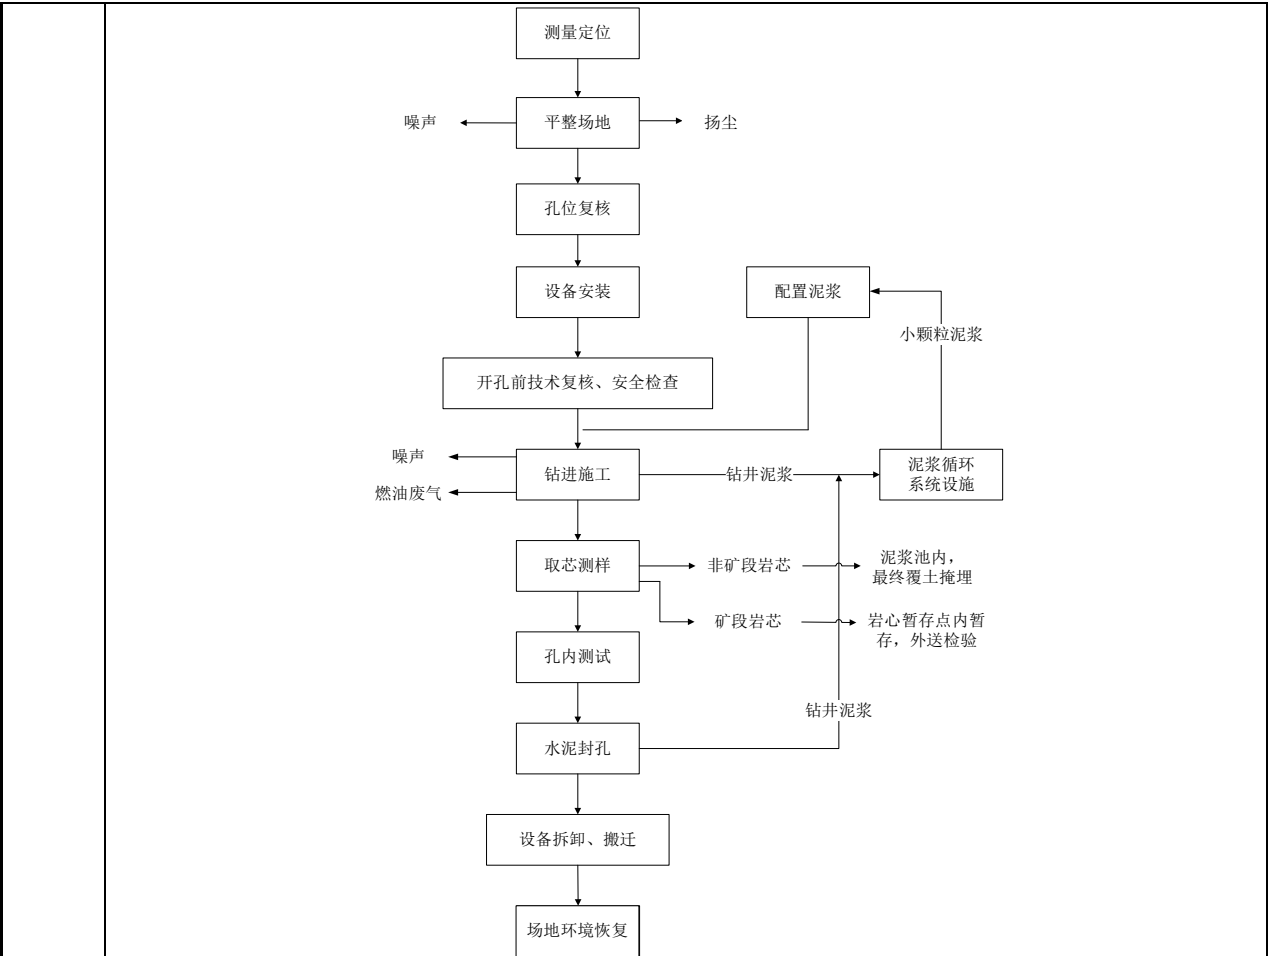 测量定位
噪声
平整场地
扬尘
孔位复核
设备安装
配置泥浆
小颗粒泥浆
开孔前技术复核、安全检查
噪声
燃油废气
钻进施工
钻井泥浆
泥浆循环
系统设施
取芯测样
非矿段岩芯
泥浆池内，
最终覆土掩埋
矿段岩芯
岩心暂存点内暂
存，外送检验
孔内测试
钻井泥浆
水泥封孔
设备拆卸、搬迁
场地环境恢复